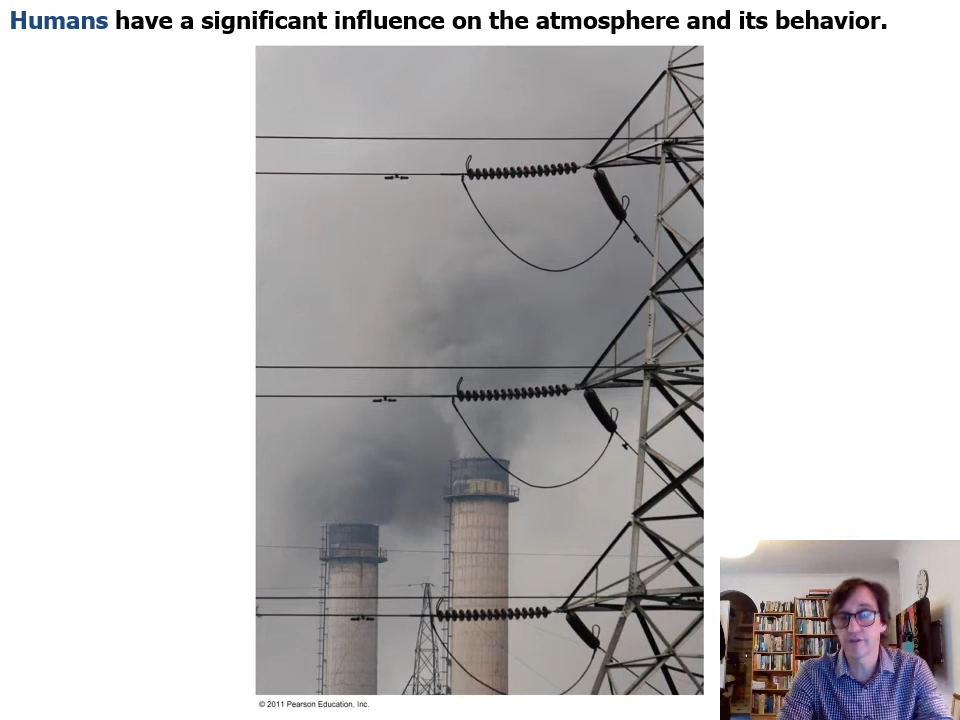 Humans have a significant influence on the atmosphere and its behavior.
© 2011 Pearson Education, Inc.